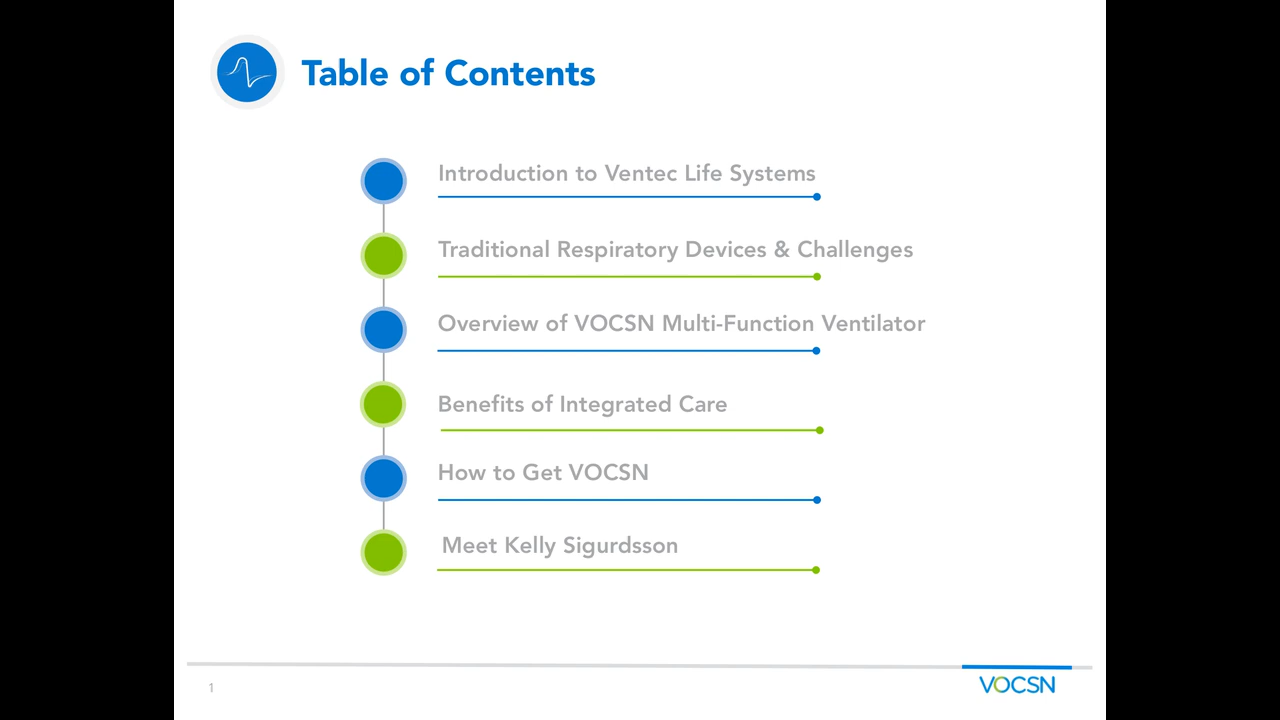 Table of Contents
Introduction to Ventec Life Systems
Traditional Respiratory Devices & Challenges
Overview of VOCSN Multi-Function Ventilator
Benefits of Integrated Care
How to Get VOCSN
Meet Kelly Sigurdsson
1
VOCSN